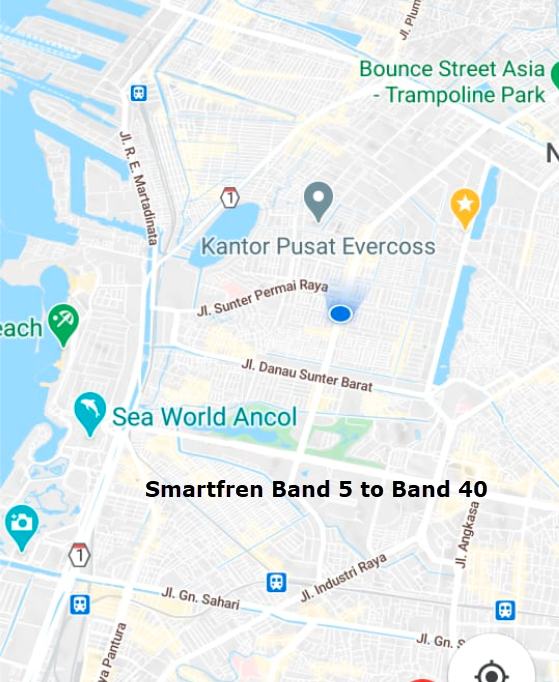 Jl. Plum
Bounce Street Asia
- Trampoline Park
N
Jl. R. E. Martadinata
1
Kantor Pusat Evercoss
Jl. Sunter Permai Raya
each
Jl. Danau Sunter Barat
Sea World Ancol
Smartfren Band 5 to Band 40
Jl. Angkasa
1
Jl. Industri Raya
Jl. Gn. Sahari
ya Pantura
Jl. Gn. S